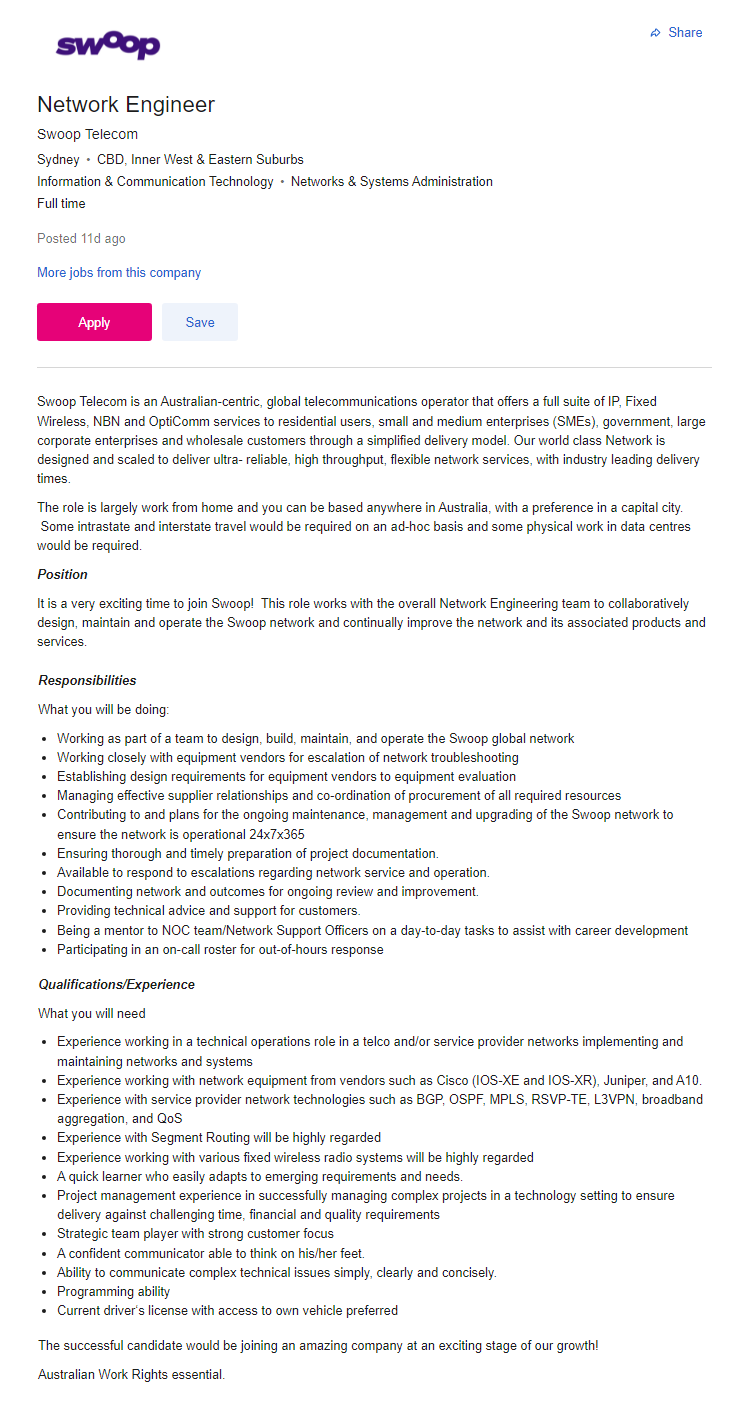 swoop
Share
Network Engineer
Swoop Telecom
Sydney • CBD, Inner West & Eastern Suburbs
Information & Communication Technology • Networks & Systems Administration
Full time
Posted 11d ago
More jobs from this company
Apply Save
Swoop Telecom is an Australian-centric, global telecommunications operator that offers a full suite of IP, Fixed
Wireless, NBN and OptiComm services to residential users, small and medium enterprises (SMEs), government, large
corporate enterprises and wholesale customers through a simplified delivery model. Our world class Network is
designed and scaled to deliver ultra- reliable, high throughput, flexible network services, with industry leading delivery
times.
The role is largely work from home and you can be based anywhere in Australia, with a preference in a capital city.
Some intrastate and interstate travel would be required on an ad-hoc basis and some physical work in data centres
would be required.
Position
It is a very exciting time to join Swoop!  This role works with the overall Network Engineering team to collaboratively
design, maintain and operate the Swoop network and continually improve the network and its associated products and
services.
Responsibilities
What you will be doing:
• Working as part of a team to design, build, maintain, and operate the Swoop global network
• Working closely with equipment vendors for escalation of network troubleshooting
• Establishing design requirements for equipment vendors to equipment evaluation
• Managing effective supplier relationships and co-ordination of procurement of all required resources
• Contributing to and plans for the ongoing maintenance, management and upgrading of the Swoop network to
ensure the network is operational 24x7x365
• Ensuring thorough and timely preparation of project documentation.
• Available to respond to escalations regarding network service and operation.
• Documenting network and outcomes for ongoing review and improvement.
• Providing technical advice and support for customers.
• Being a mentor to NOC team/Network Support Officers on a day-to-day tasks to assist with career development
• Participating in an on-call roster for out-of-hours response
Qualifications/Experience
What you will need
• Experience working in a technical operations role in a telco and/or service provider networks implementing and
maintaining networks and systems
• Experience working with network equipment from vendors such as Cisco (IOS-XE and IOS-XR), Juniper, and A10.
• Experience with service provider network technologies such as BGP, OSPF, MPLS, RSVP-TE, L3VPN, broadband
aggregation, and QoS
• Experience with Segment Routing will be highly regarded
• Experience working with various fixed wireless radio systems will be highly regarded
• A quick learner who easily adapts to emerging requirements and needs.
• Project management experience in successfully managing complex projects in a technology setting to ensure
delivery against challenging time, financial and quality requirements
• Strategic team player with strong customer focus
• A confident communicator able to think on his/her feet.
• Ability to communicate complex technical issues simply, clearly and concisely.
• Programming ability
• Current driver's license with access to own vehicle preferred
The successful candidate would be joining an amazing company at an exciting stage of our growth!
Australian Work Rights essential.